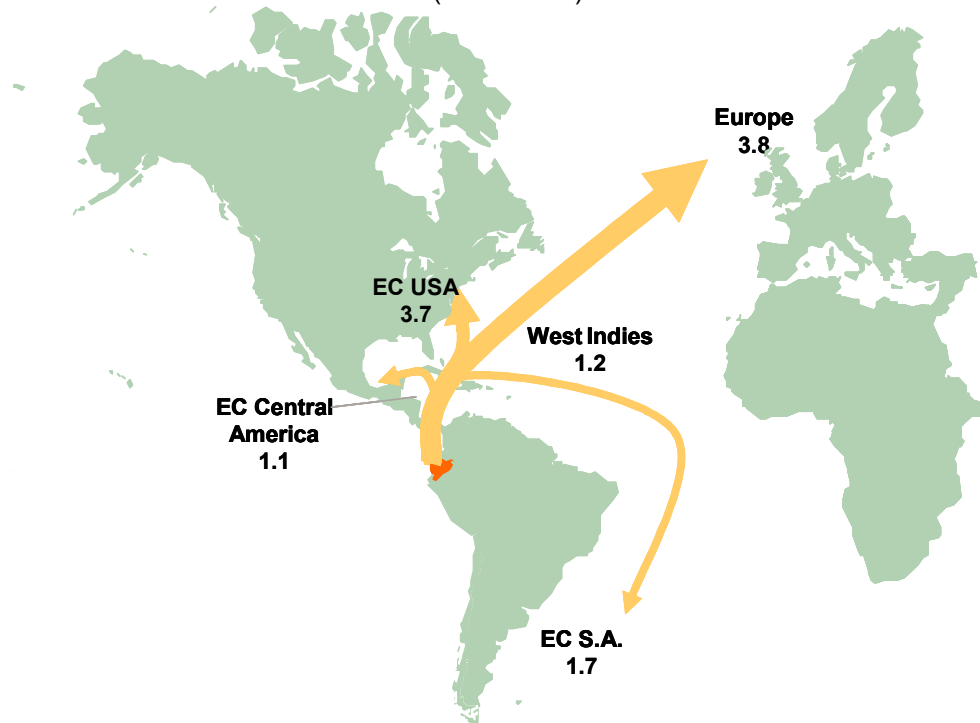 Europe
3.8
EC USA
3.7
West Indies
1.2
EC Central
America
1.1
EC S.A.
1.7